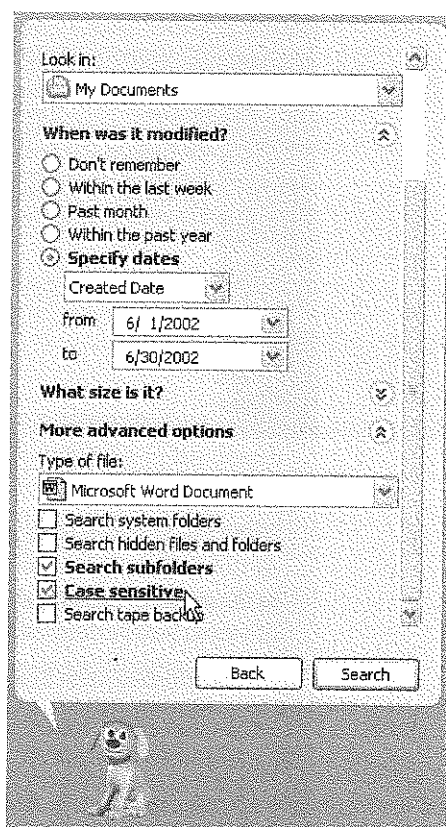 Look in:
My Documents
When was it modified?
Don't remember
Within the last week
Past month
Within the past year
Specify dates
Created Date
from 6/ 1/2002
to 6/30/2002
What size is it?
More advanced options
Type of file:
Microsoft Word Document
Search system folders
Search hidden files and folders
Search subfolders
Case sensitive
Search tape backup
Back Search